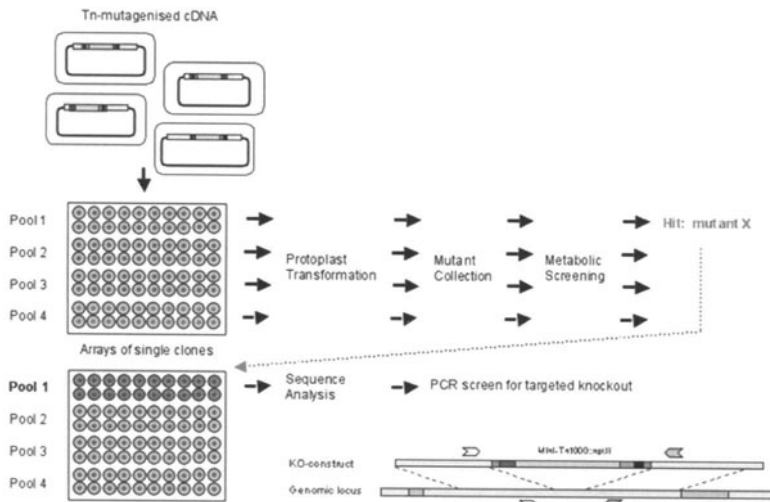 Tn-mutagenised cDNA
Pool 1
Pool 2
Pool 3
Pool 4
Protoplast
Transformation
Mutant
Collection
Metabolic
Screening
Hit: mutant X
Arrays of single clones
Pool 1
Pool 2
Pool 3
Pool 4
Sequence
Analysis
PCR screen for targeted knockout
KO-construct
Genomic locus